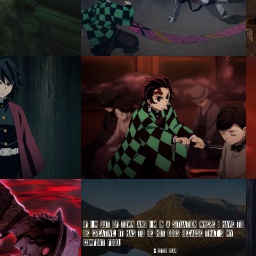 IF I'M OUT OF TOWN AND I'M IN A SITUATION WHERE I HAVE TO
BE CREATIVE, IT HAS TO BE HOT DOGS BECAUSE THAT'S MY
COMFORT FOOD.